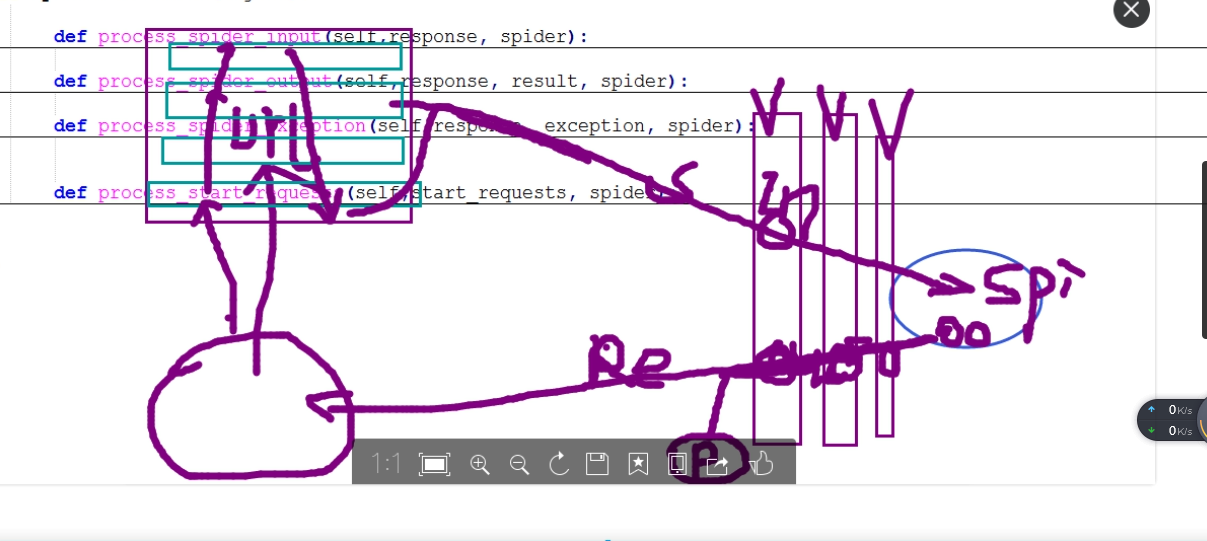 def process_spider_input(self,response, spider):
def process_spider_output(self,response, result, spider):
def process_spider_exception(self,response, exception, spider):
def process_start_requests(self,start_requests, spider
url
S
Spi
Re
P
1:1
0K/s
0K/s